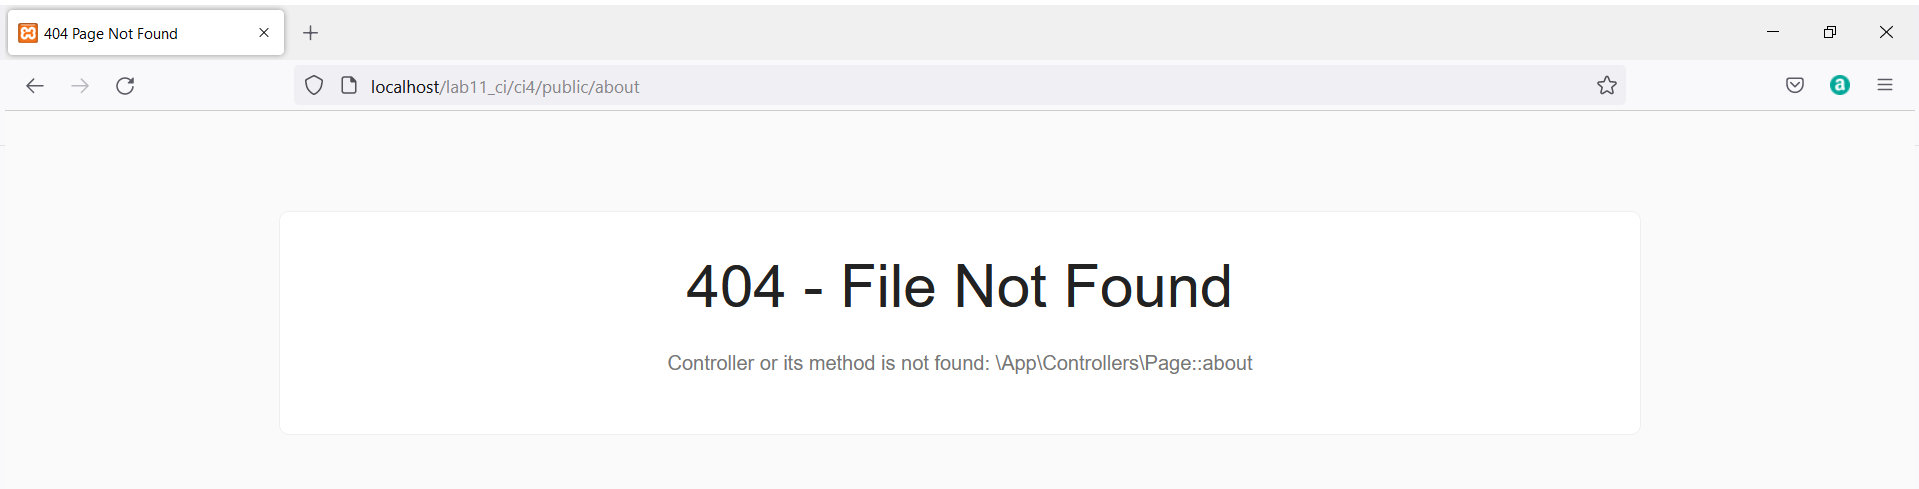 404 Page Not Found
localhost/lab11_ci/ci4/public/about
a
404 - File Not Found
Controller or its method is not found: \App\Controllers\Page::about